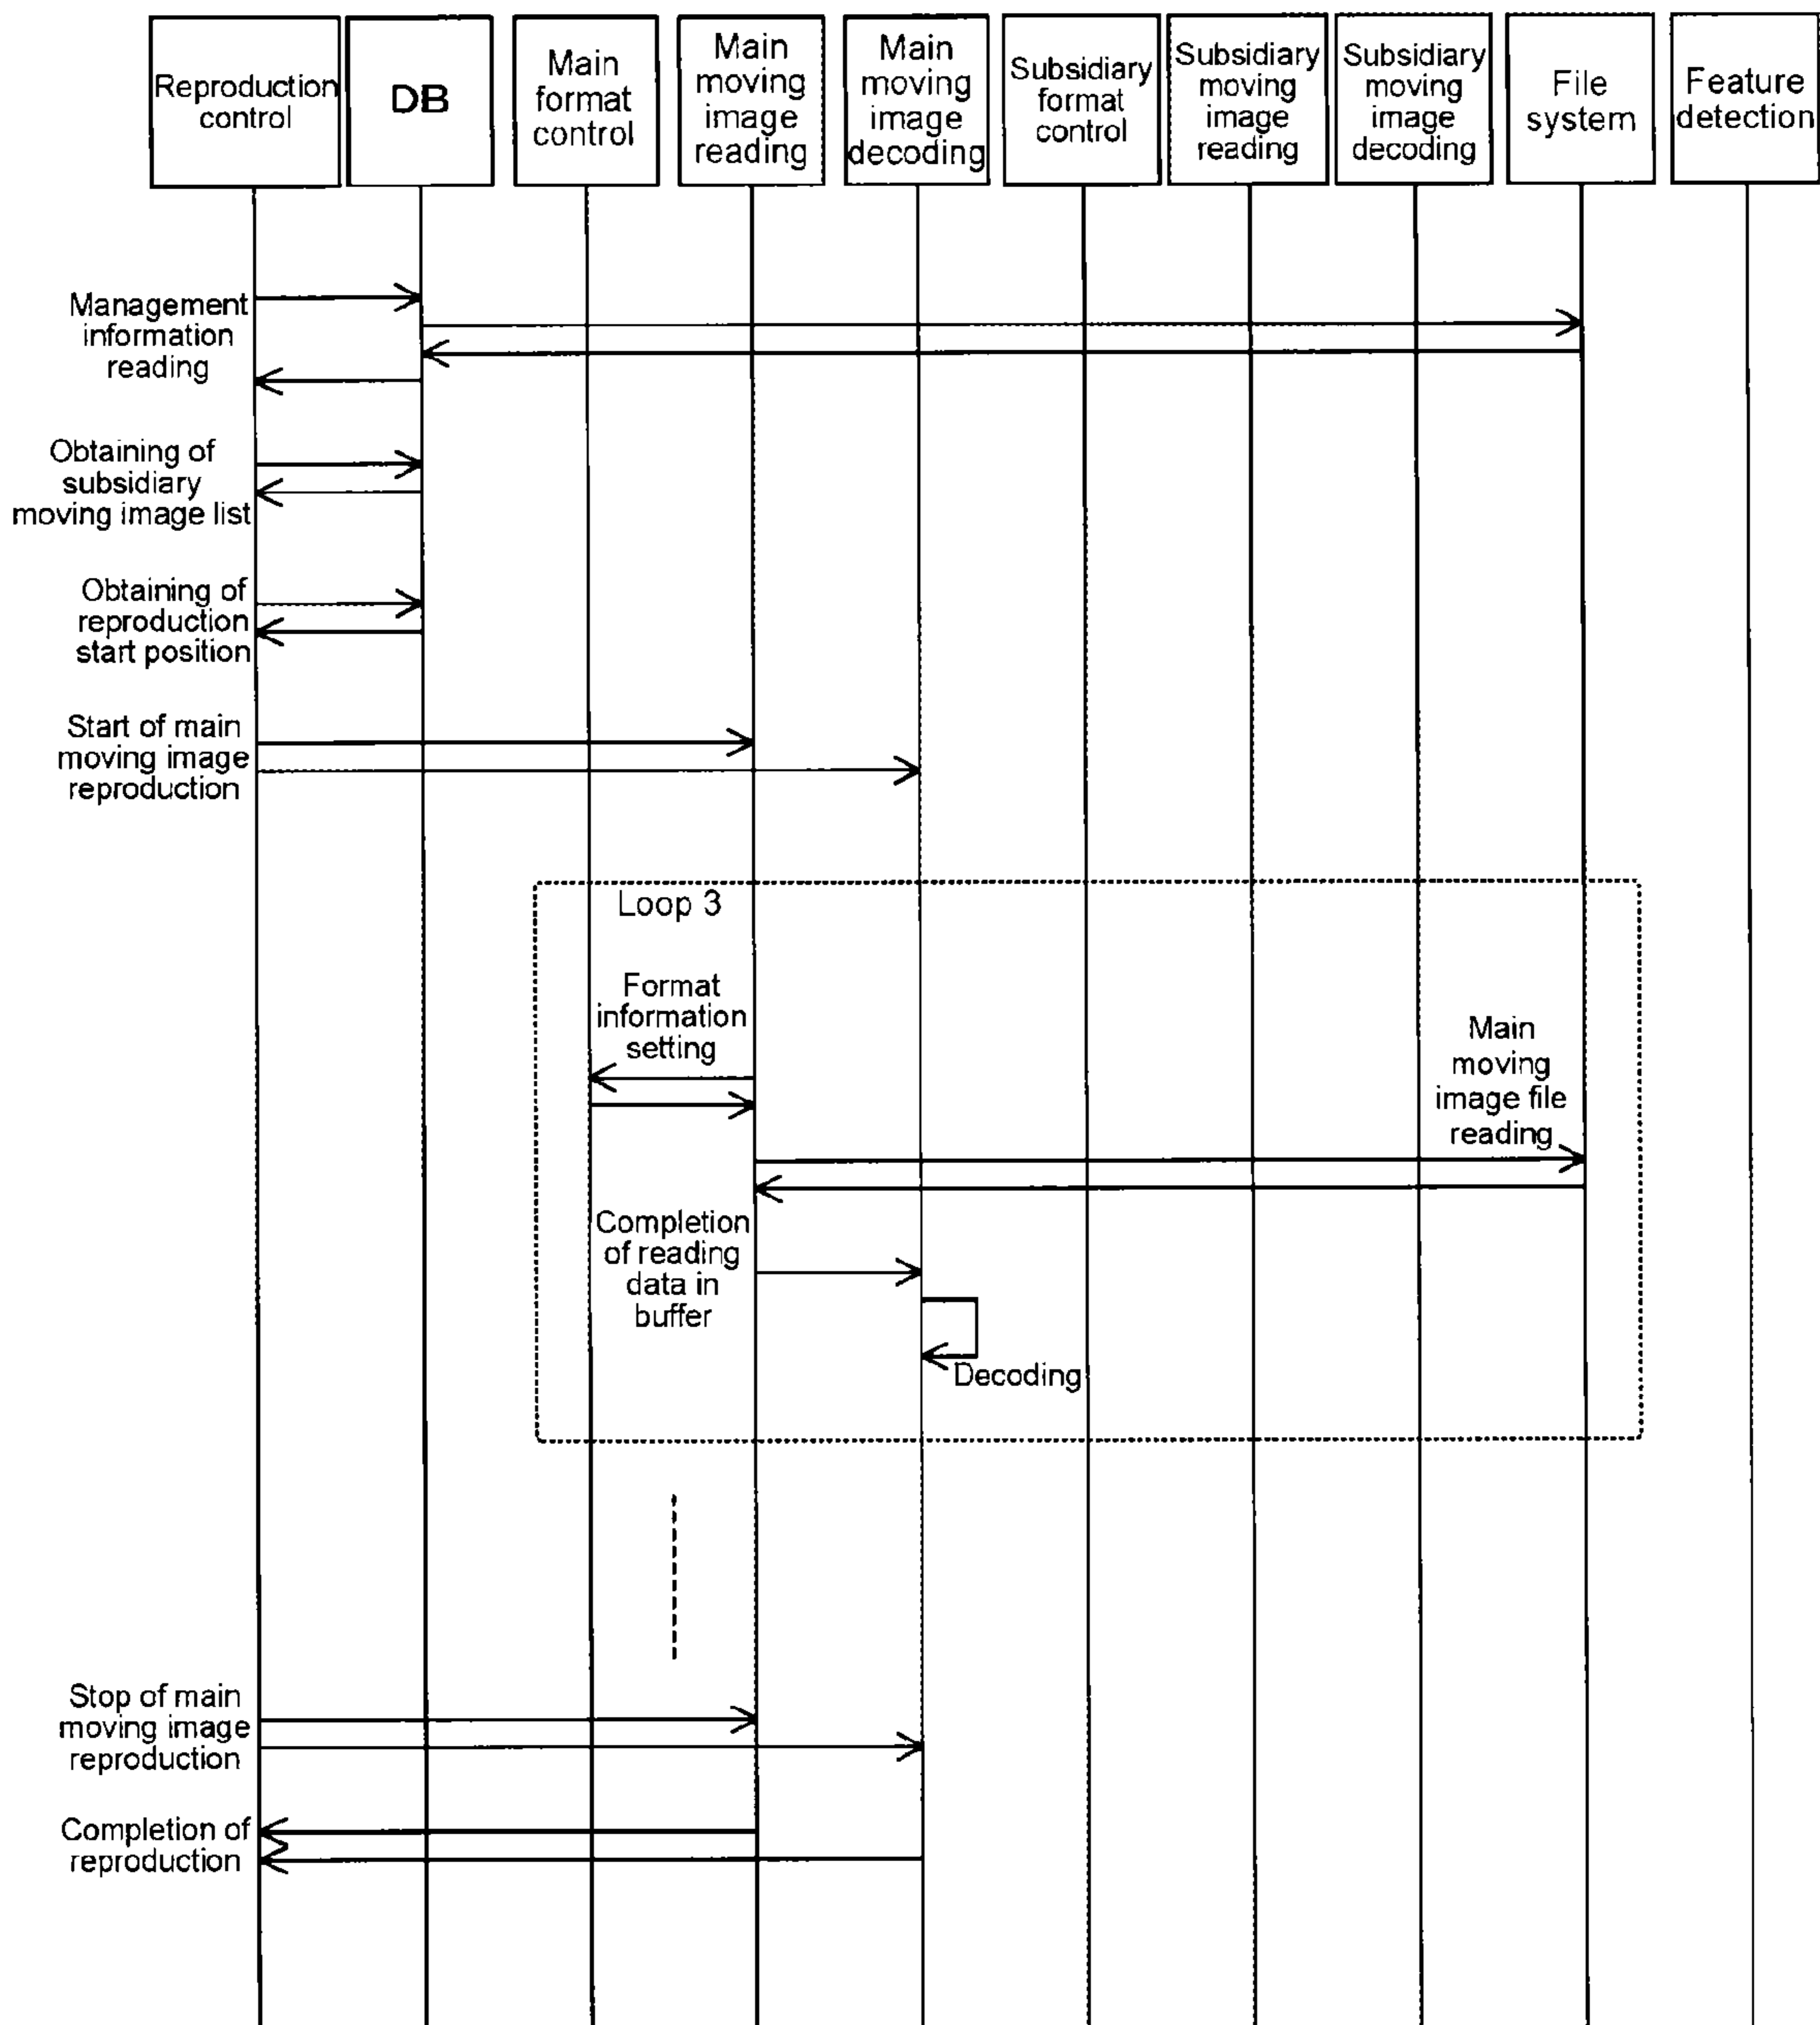 Reproduction
control
DB
Main
format
control
Main
moving
image
reading
Main
moving
image
decoding
Subsidiary
format
control
Subsidiary
moving
image
reading
Subsidiary
moving
image
decoding
File
system
Feature
detection
Management
information
reading
Obtaining of
subsidiary
moving image list
Obtaining of
reproduction
start position
Start of main
moving image
reproduction
Loop 3
Format
information
setting
Main
moving
image file
reading
Completion
of reading
data in
buffer
Decoding
Stop of main
moving image
reproduction
Completion of
reproduction